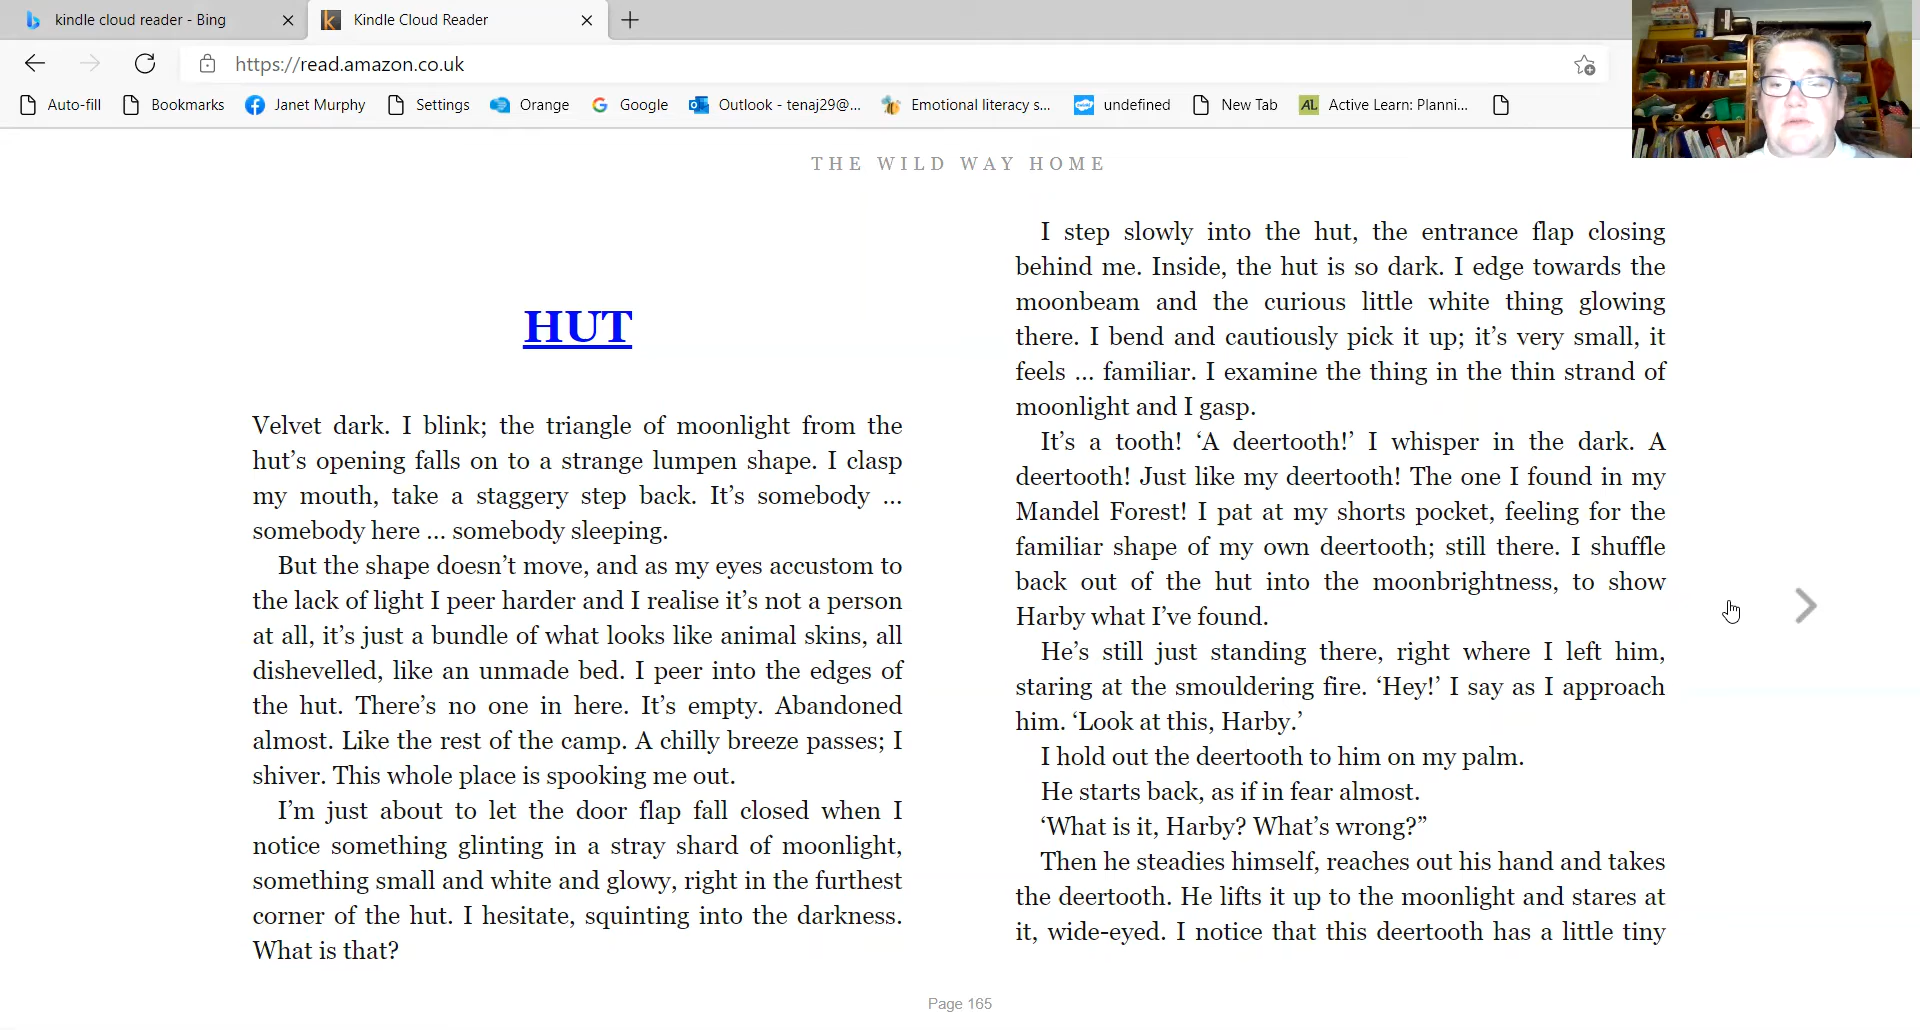 kindle cloud reader - Bing
Kindle Cloud Reader
https://read.amazon.co.uk
Auto-fill
Bookmarks
Janet Murphy
Settings
Orange
Google
Outlook - tenaj29@...
Emotional literacy s...
undefined
New Tab
AL
Active Learn: Planni...
THE WILD WAY HOME
HUT
Velvet dark. I blink; the triangle of moonlight from the
hut’s opening falls on to a strange lumpen shape. I clasp
my mouth, take a staggery step back. It’s somebody ...
somebody here ... somebody sleeping.
But the shape doesn’t move, and as my eyes accustom to
the lack of light I peer harder and I realise it’s not a person
at all, it’s just a bundle of what looks like animal skins, all
dishevelled, like an unmade bed. I peer into the edges of
the hut. There’s no one in here. It’s empty. Abandoned
almost. Like the rest of the camp. A chilly breeze passes; I
shiver. This whole place is spooking me out.
I’m just about to let the door flap fall closed when I
notice something glinting in a stray shard of moonlight,
something small and white and glowy, right in the furthest
corner of the hut. I hesitate, squinting into the darkness.
What is that?
I step slowly into the hut, the entrance flap closing
behind me. Inside, the hut is so dark. I edge towards the
moonbeam and the curious little white thing glowing
there. I bend and cautiously pick it up; it’s very small, it
feels ... familiar. I examine the thing in the thin strand of
moonlight and I gasp.
It’s a tooth! ‘A deertooth!’ I whisper in the dark. A
deertooth! Just like my deertooth! The one I found in my
Mandel Forest! I pat at my shorts pocket, feeling for the
familiar shape of my own deertooth; still there. I shuffle
back out of the hut into the moonbrightness, to show
Harby what I’ve found.
He’s still just standing there, right where I left him,
staring at the smouldering fire. ‘Hey!’ I say as I approach
him. ‘Look at this, Harby.’
I hold out the deertooth to him on my palm.
He starts back, as if in fear almost.
‘What is it, Harby? What’s wrong?”
Then he steadies himself, reaches out his hand and takes
the deertooth. He lifts it up to the moonlight and stares at
it, wide-eyed. I notice that this deertooth has a little tiny
Page 165